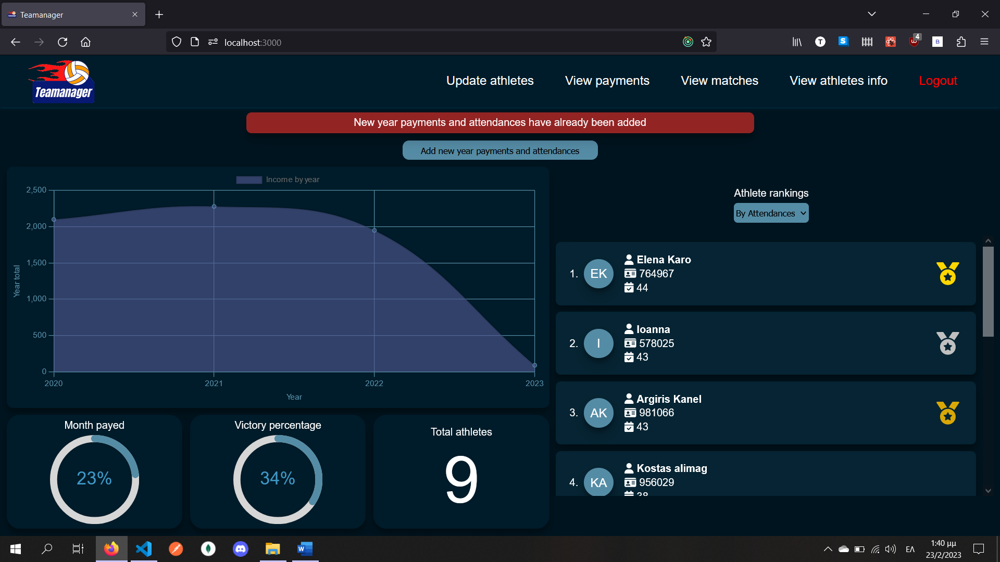 Teamanager
localhost:3000
4
Teamanager
Update athletes
View payments
View matches
View athletes info
Logout
New year payments and attendances have already been added
Add new year payments and attendances
Income by year
2,500
2,000
1,500
1,000
500
0
Year total
2020
2021
2022
2023
Year
Month payed
23%
Victory percentage
34%
Total athletes
9
Athlete rankings
By Attendances
1.
EK
Elena Karo
764967
44
2.
I
Ioanna
578025
43
3.
AK
Argiris Kanel
981066
43
4.
KA
Kostas alimag
956029
38
ΕΛ
1:40 μμ
23/2/2023